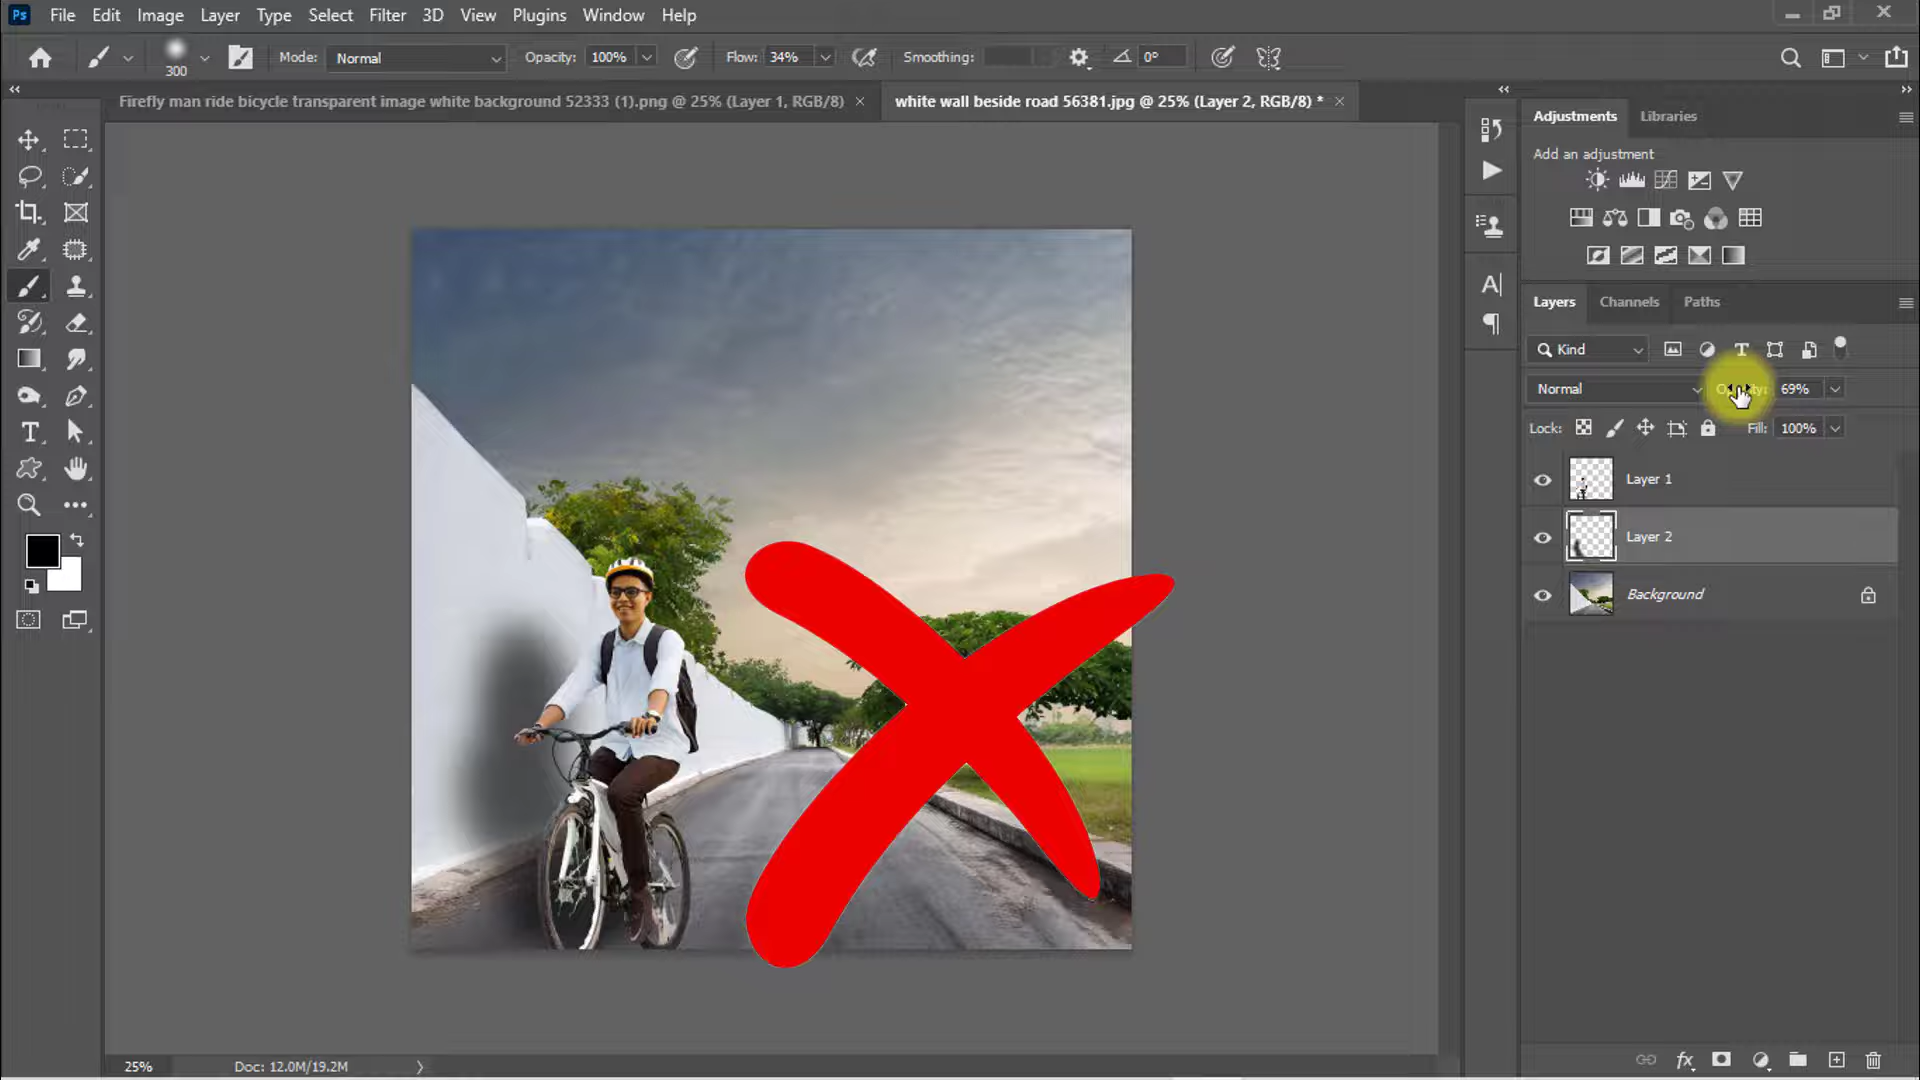 Ps File Edit Image Layer Type Select Filter 3D View Plugins Window Help
300 Mode: Normal Opacity: 100% Flow: 34% Smoothing: 0°
Firefly man ride bicycle transparent image white background 52333 (1).png @ 25% (Layer 1, RGB/8) × white wall beside road 56381.jpg @ 25% (Layer 2, RGB/8) * ×
Adjustments Libraries
Add an adjustment
Layers Channels Paths
Kind
Normal 69%
Lock: Fill: 100%
Layer 1
Layer 2
Background
25% Doc: 12.0M/19.2M